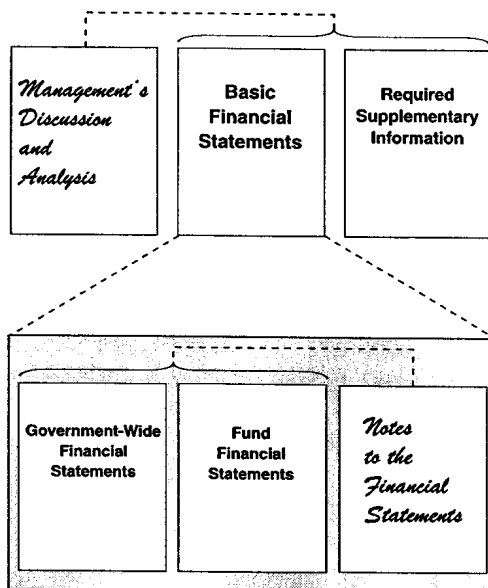 Management's
Discussion
and
Analysis
Basic
Financial
Statements
Required
Supplementary
Information
Government-Wide
Financial
Statements
Fund
Financial
Statements
Notes
to the
Financial
Statements